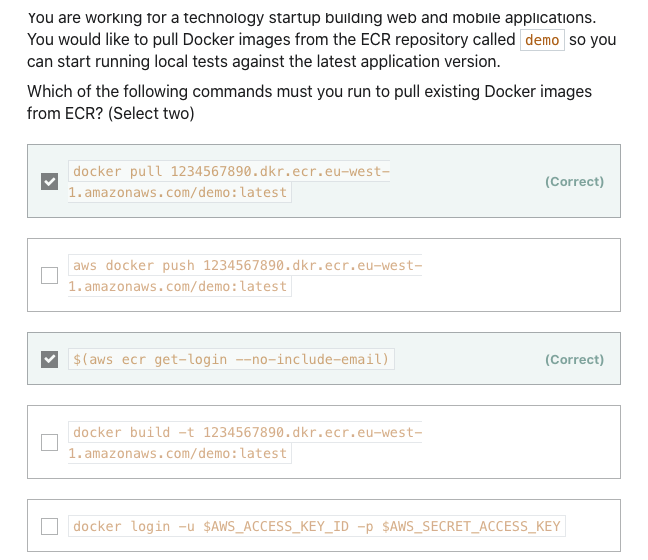 You are working for a technology startup building web and mobile applications.
You would like to pull Docker images from the ECR repository called demo so you
can start running local tests against the latest application version.
Which of the following commands must you run to pull existing Docker images
from ECR? (Select two)
docker pull 1234567890.dkr.ecr.eu-west-
1.amazonaws.com/demo:latest
(Correct)
aws docker push 1234567890.dkr.ecr.eu-west-
1.amazonaws.com/demo:latest
$(aws ecr get-login --no-include-email)
(Correct)
docker build -t 1234567890.dkr.ecr.eu-west-
1.amazonaws.com/demo:latest
docker login -u $AWS_ACCESS_KEY_ID -p $AWS_SECRET_ACCESS_KEY